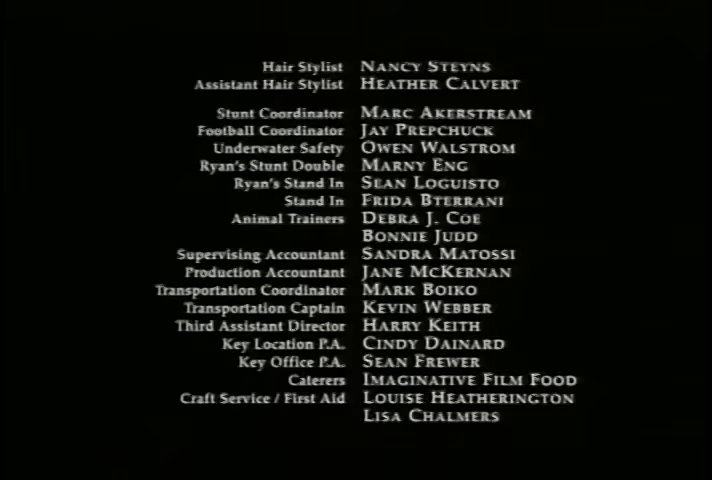 Hair Stylist NANCY STEYNS
Assistant Hair Stylist HEATHER CALVERT
Stunt Coordinator MARC AKERSTREAM
Football Coordinator JAY PREPCHUCK
Underwater Safety OWEN WALSTROM
Ryan's Stunt Double MARNY ENG
Ryan's Stand In SEAN LOGUISTO
Stand In FRIDA BTERRANI
Animal Trainers DEBRA J. COE
BONNIE JUDD
Supervising Accountant SANDRA MATOSSI
Production Accountant JANE MCKERNAN
Transportation Coordinator MARK BOIKO
Transportation Captain KEVIN WEBBER
Third Assistant Director HARRY KEITH
Key Location P.A. CINDY DAINARD
Key Office P.A. SEAN FREWER
Caterers IMAGINATIVE FILM FOOD
Craft Service / First Aid LOUISE HEATHERINGTON
LISA CHALMERS